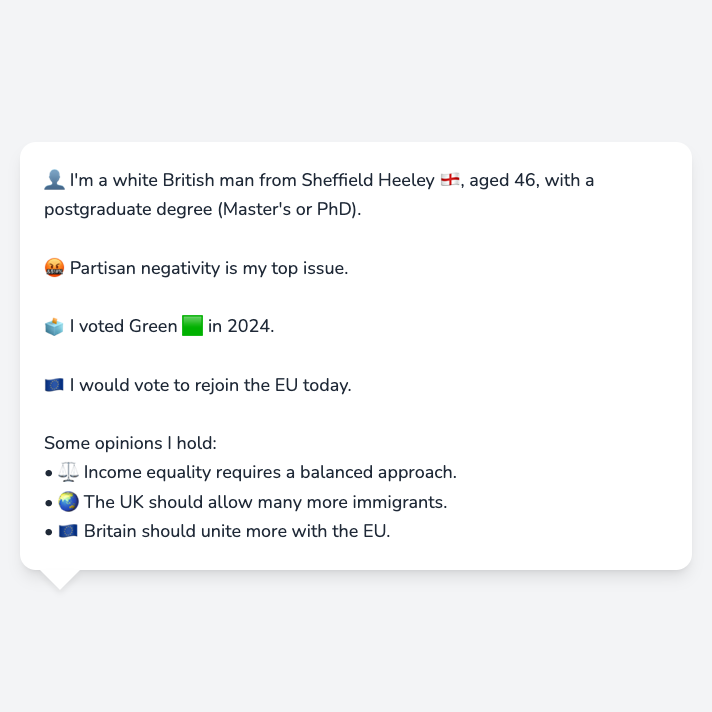 👤 I'm a white British man from Sheffield Heeley 🏴󠁧󠁢󠁥󠁮󠁧󠁿, aged 46, with a
postgraduate degree (Master's or PhD).
🤬 Partisan negativity is my top issue.
🗳️ I voted Green 🟩 in 2024.
🇪🇺 I would vote to rejoin the EU today.
Some opinions I hold:
• ⚖️ Income equality requires a balanced approach.
• 🌏 The UK should allow many more immigrants.
• 🇪🇺 Britain should unite more with the EU.